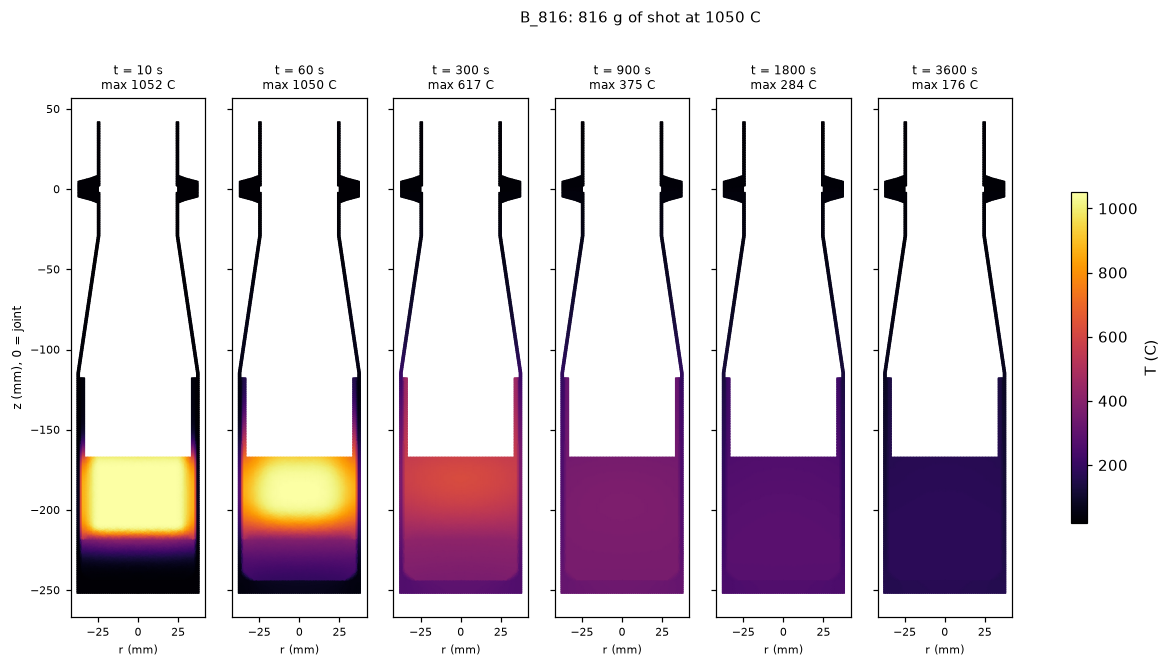 B_816: 816 g of shot at 1050 C
t = 10 s
max 1052 C
t = 60 s
max 1050 C
t = 300 s
max 617 C
t = 900 s
max 375 C
t = 1800 s
max 284 C
t = 3600 s
max 176 C
z (mm), 0 = joint
50
0
−50
−100
−150
−200
−250
−25 0 25
r (mm)
−25 0 25
r (mm)
−25 0 25
r (mm)
−25 0 25
r (mm)
−25 0 25
r (mm)
−25 0 25
r (mm)
1000
800
600
400
200
T (C)